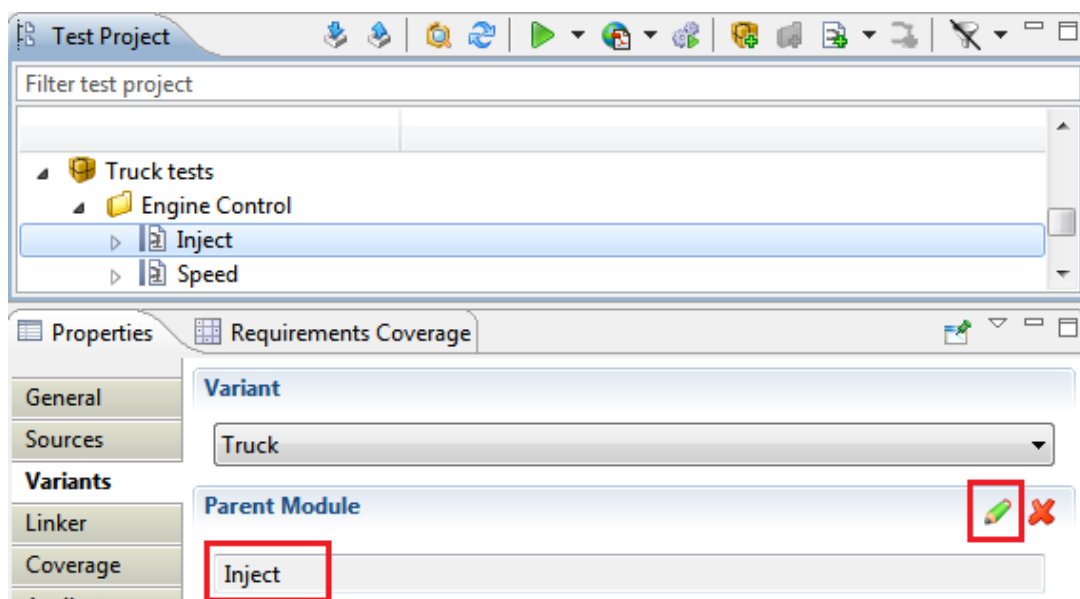 Test Project
Filter test project
Truck tests
Engine Control
Inject
Speed
Properties
Requirements Coverage
General
Sources
Variants
Linker
Coverage
Variant
Truck
Parent Module
Inject